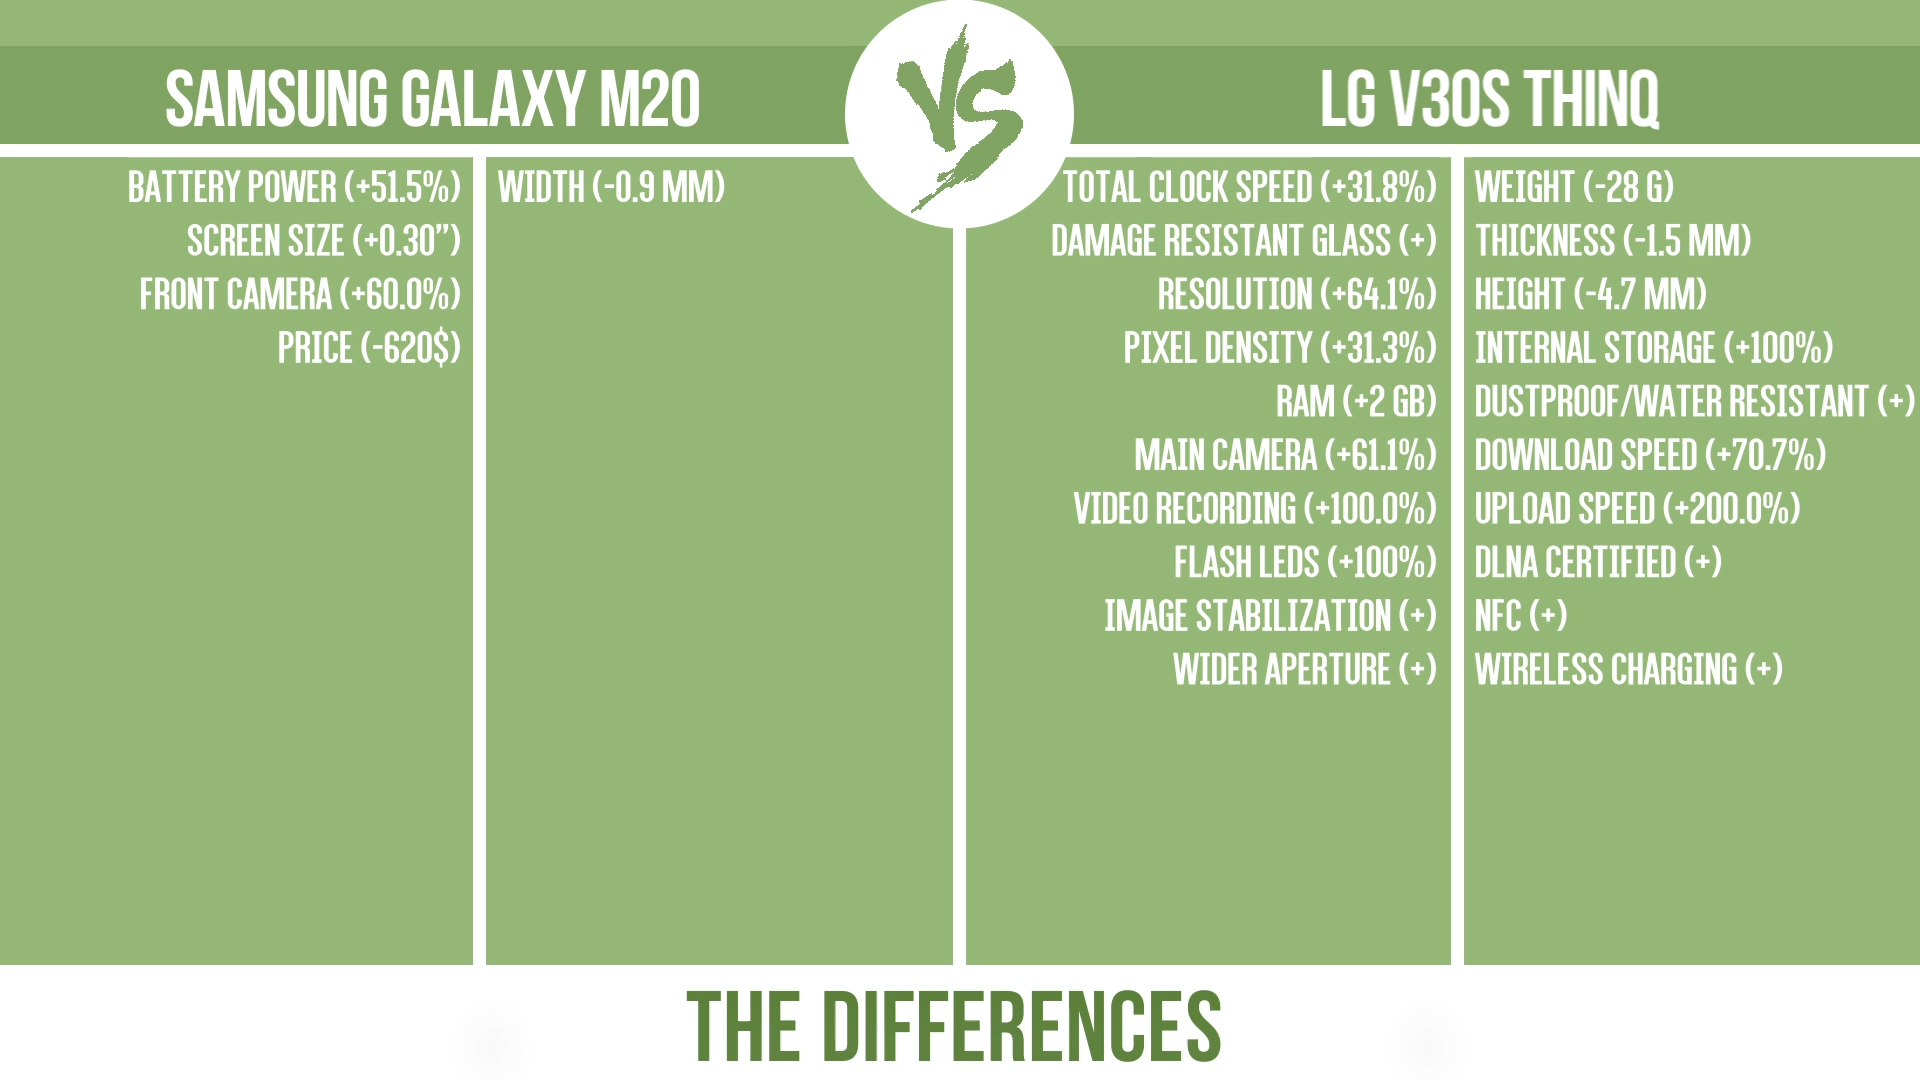 SAMSUNG GALAXY M20
VS
LG V30S THINQ
BATTERY POWER (+51.5%)
SCREEN SIZE (+0.30”)
FRONT CAMERA (+60.0%)
PRICE (-620$)
WIDTH (-0.9 MM)
TOTAL CLOCK SPEED (+31.8%)
DAMAGE RESISTANT GLASS (+)
RESOLUTION (+64.1%)
PIXEL DENSITY (+31.3%)
RAM (+2 GB)
MAIN CAMERA (+61.1%)
VIDEO RECORDING (+100.0%)
FLASH LEDS (+100%)
IMAGE STABILIZATION (+)
WIDER APERTURE (+)
WEIGHT (-28 G)
THICKNESS (-1.5 MM)
HEIGHT (-4.7 MM)
INTERNAL STORAGE (+100%)
DUSTPROOF/WATER RESISTANT (+)
DOWNLOAD SPEED (+70.7%)
UPLOAD SPEED (+200.0%)
DLNA CERTIFIED (+)
NFC (+)
WIRELESS CHARGING (+)
THE DIFFERENCES